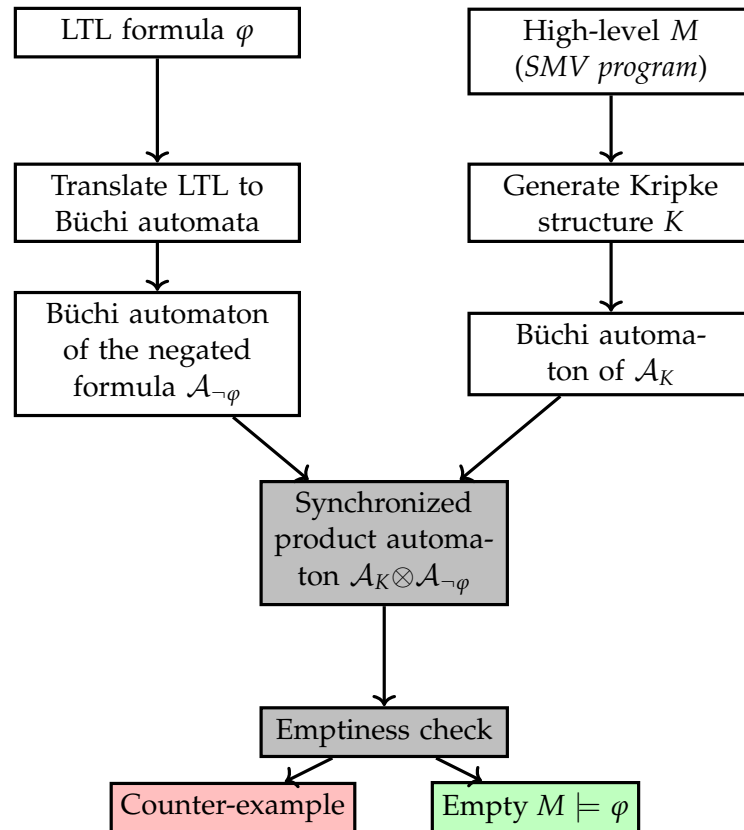 LTL formula φ
High-level M
(SMV program)
Translate LTL to
Büchi automata
Generate Kripke
structure K
Büchi automaton
of the negated
formula 𝒜¬φ
Büchi automa-
ton of 𝒜K
Synchronized
product automa-
ton 𝒜K⊗𝒜¬φ
Emptiness check
Counter-example
Empty M ⊨ φ